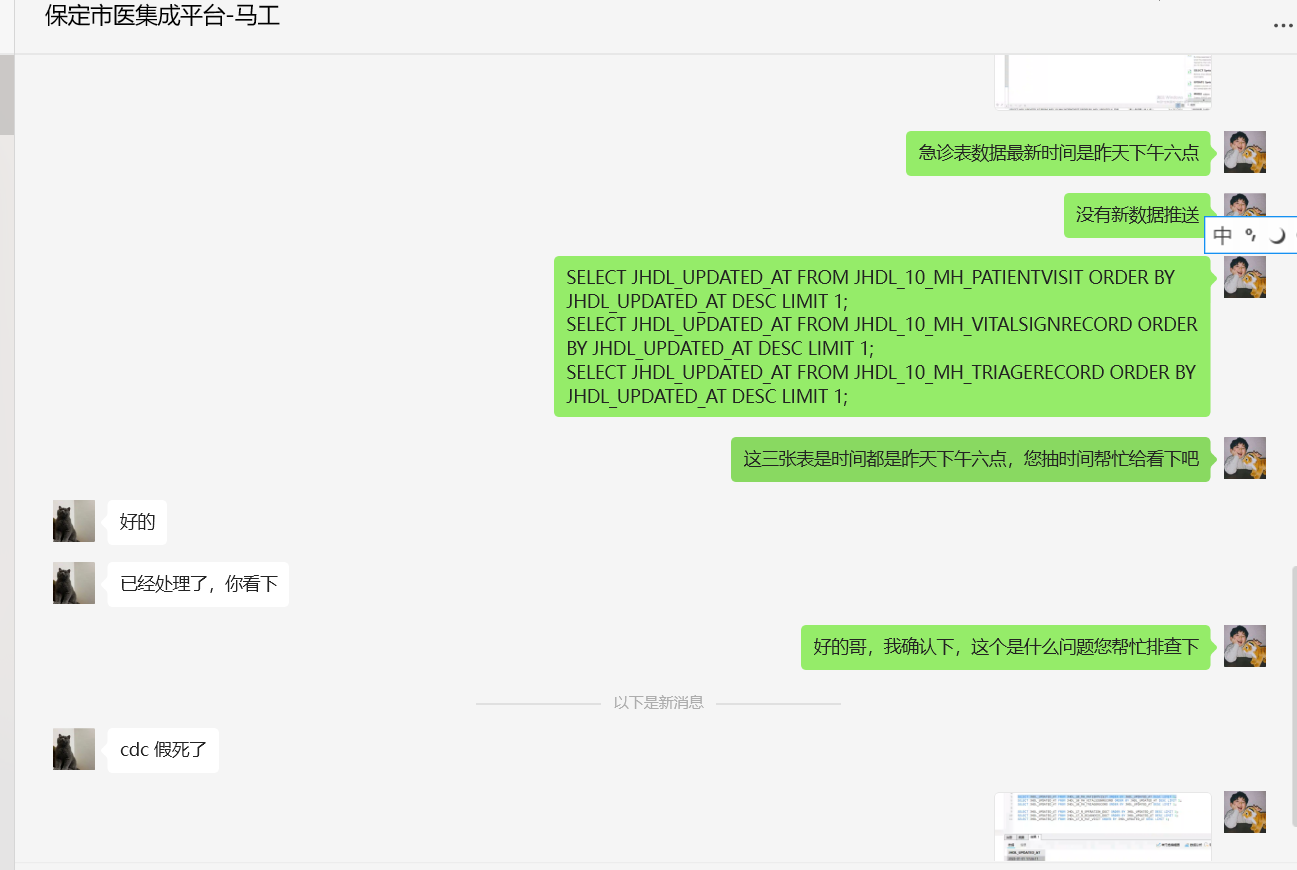 保定市医集成平台-马工
急诊表数据最新时间是昨天下午六点
没有新数据推送
中
SELECT JHDL_UPDATED_AT FROM JHDL_10_MH_PATIENTVISIT ORDER BY
JHDL_UPDATED_AT DESC LIMIT 1;
SELECT JHDL_UPDATED_AT FROM JHDL_10_MH_VITALSIGNRECORD ORDER
BY JHDL_UPDATED_AT DESC LIMIT 1;
SELECT JHDL_UPDATED_AT FROM JHDL_10_MH_TRIAGERECORD ORDER BY
JHDL_UPDATED_AT DESC LIMIT 1;
这三张表是时间都是昨天下午六点，您抽时间帮忙给看下吧
好的
已经处理了，你看下
好的哥，我确认下，这个是什么问题您帮忙排查下
以下是新消息
cdc 假死了